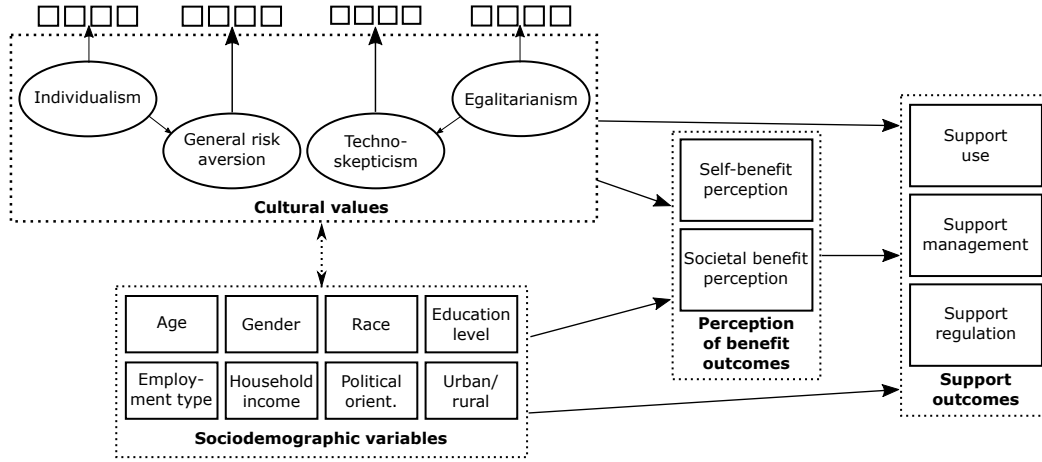 Individualism
General risk
aversion
Techno-
skepticism
Egalitarianism
Cultural values
Age
Gender
Race
Education
level
Employ-
ment type
Household
income
Political
orient.
Urban/
rural
Sociodemographic variables
Self-benefit
perception
Societal benefit
perception
Perception
of benefit
outcomes
Support
use
Support
management
Support
regulation
Support
outcomes